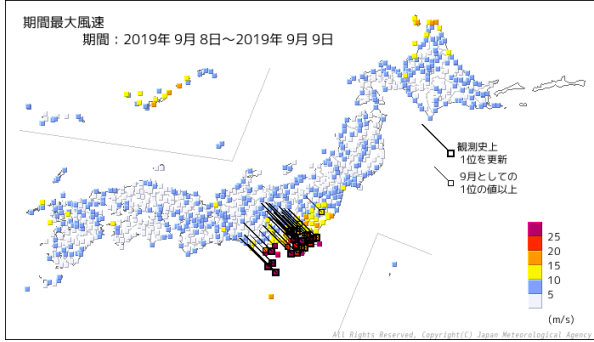 期間最大風速
期間：2019年 9月 8日～2019年 9月 9日
観測史上
1位を更新
9月としての
1位の値以上
25
20
15
10
5
(m/s)
All Rights Reserved, Copyright(C) Japan Meteorological Agency